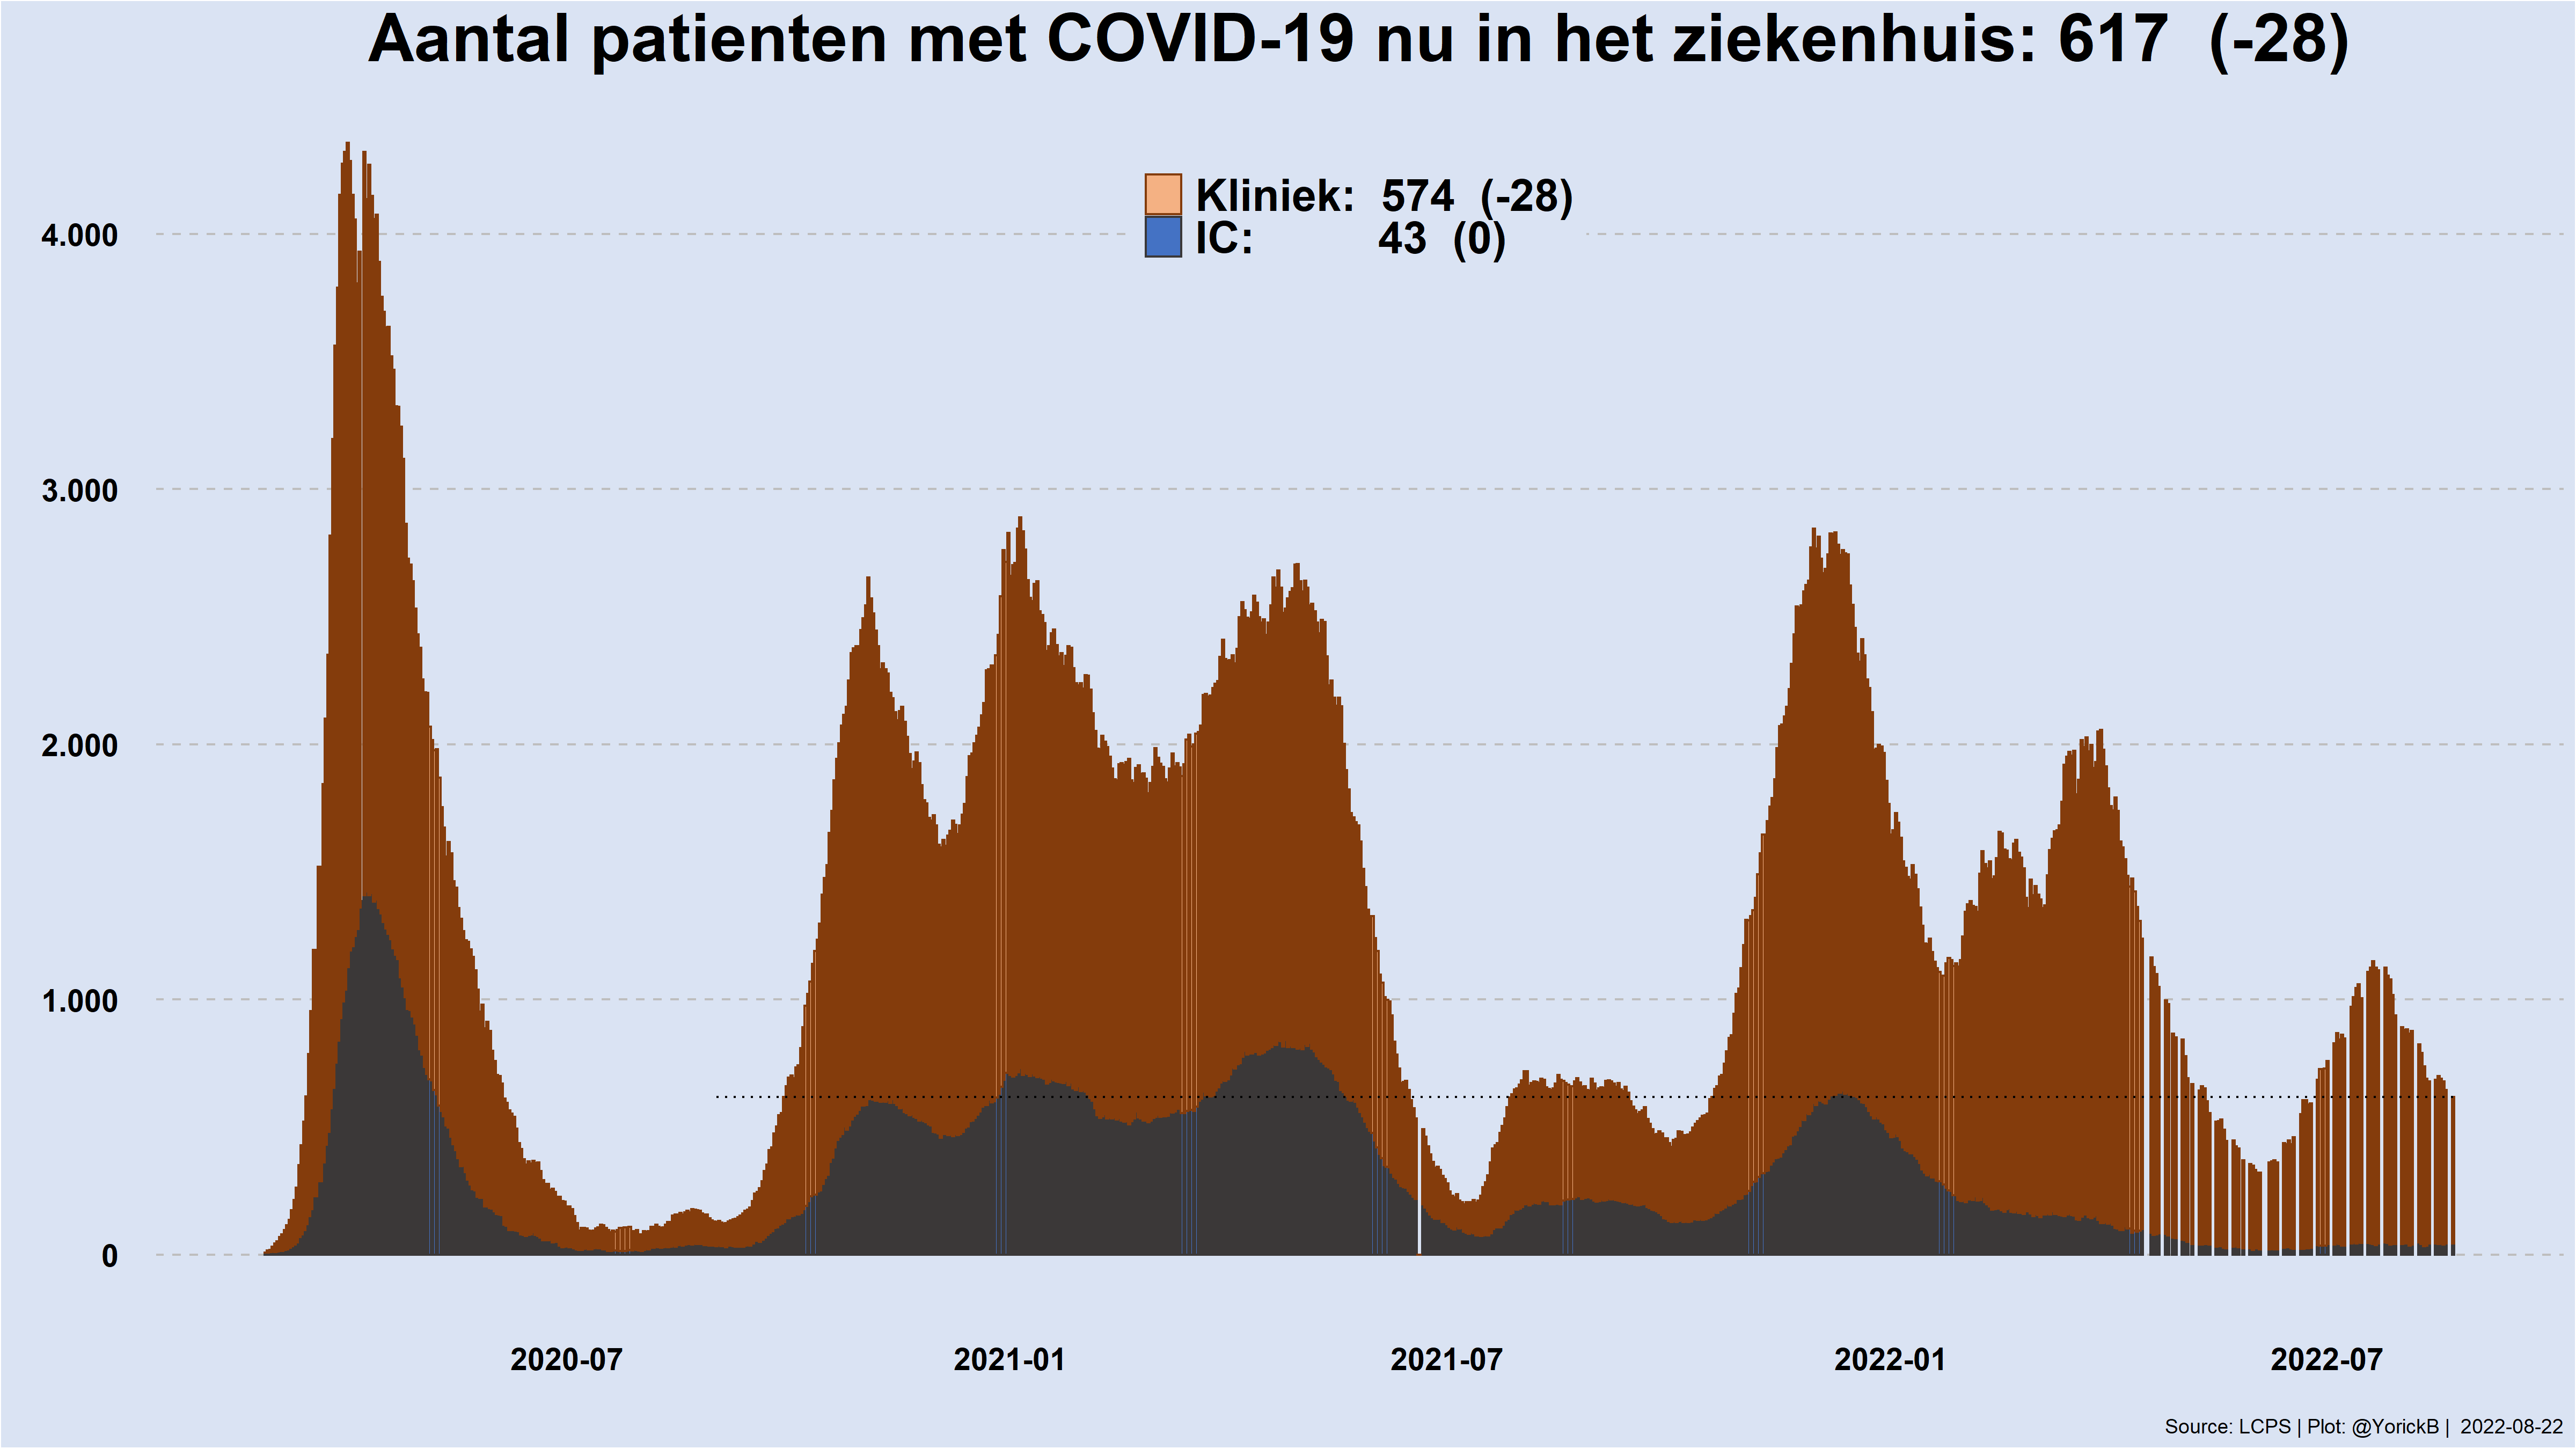 Aantal patienten met COVID-19 nu in het ziekenhuis: 617 (-28)
Kliniek: 574 (-28)
IC: 43 (0)
4.000
3.000
2.000
1.000
0
2020-07 2021-01 2021-07 2022-01 2022-07
Source: LCPS | Plot: @YorickB | 2022-08-22